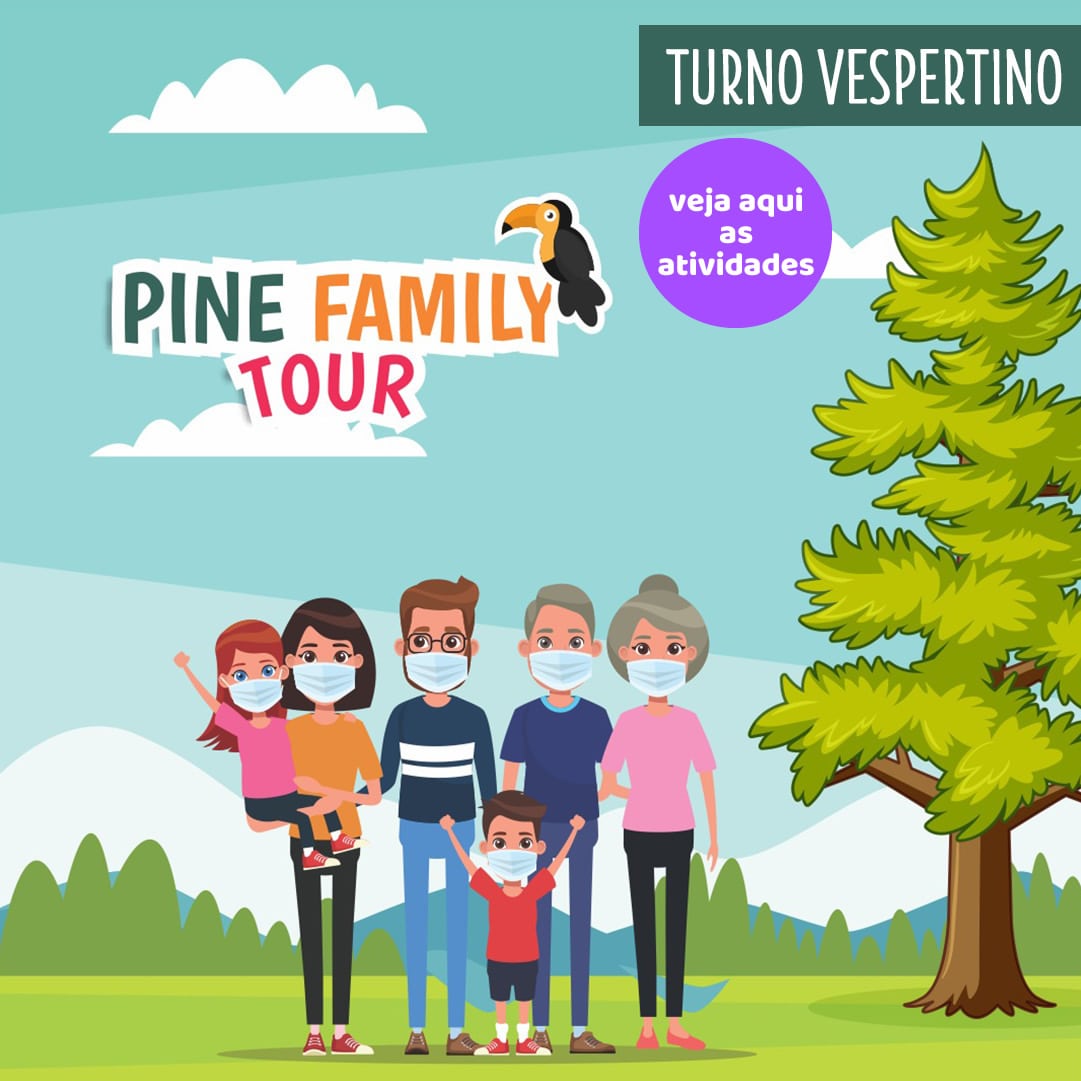 TURNO VESPERTINO
veja aqui
as
atividades
PINE FAMILY
TOUR